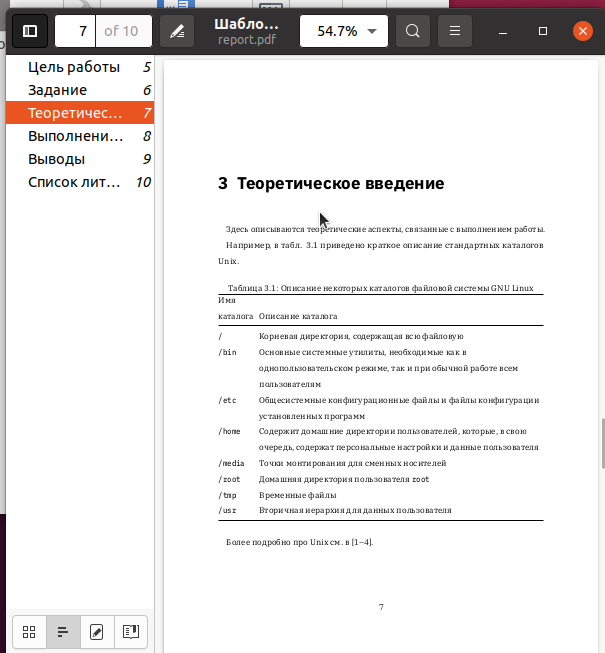 7 of 10
Шабло...
report.pdf
54.7%
Цель работы 5
Задание 6
Теоретичес... 7
Выполнени... 8
Выводы 9
Список лит... 10
3 Теоретическое введение
Здесь описываются теоретические аспекты, связанные с выполнением работы.
Например, в табл. 3.1 приведено краткое описание стандартных каталогов
Unix.
Таблица 3.1: Описание некоторых каталогов файловой системы GNU Linux
Имя
каталога Описание каталога
/ Корневая директория, содержащая всю файловую
/bin Основные системные утилиты, необходимые как в
однопользовательском режиме, так и при обычной работе всем
пользователям
/etc Общесистемные конфигурационные файлы и файлы конфигурации
установленных программ
/home Содержит домашние директории пользователей, которые, в свою
очередь, содержат персональные настройки и данные пользователя
/media Точки монтирования для сменных носителей
/root Домашняя директория пользователя root
/tmp Временные файлы
/usr Вторичная иерархия для данных пользователя
Более подробно про Unix см. в [1–4].
7